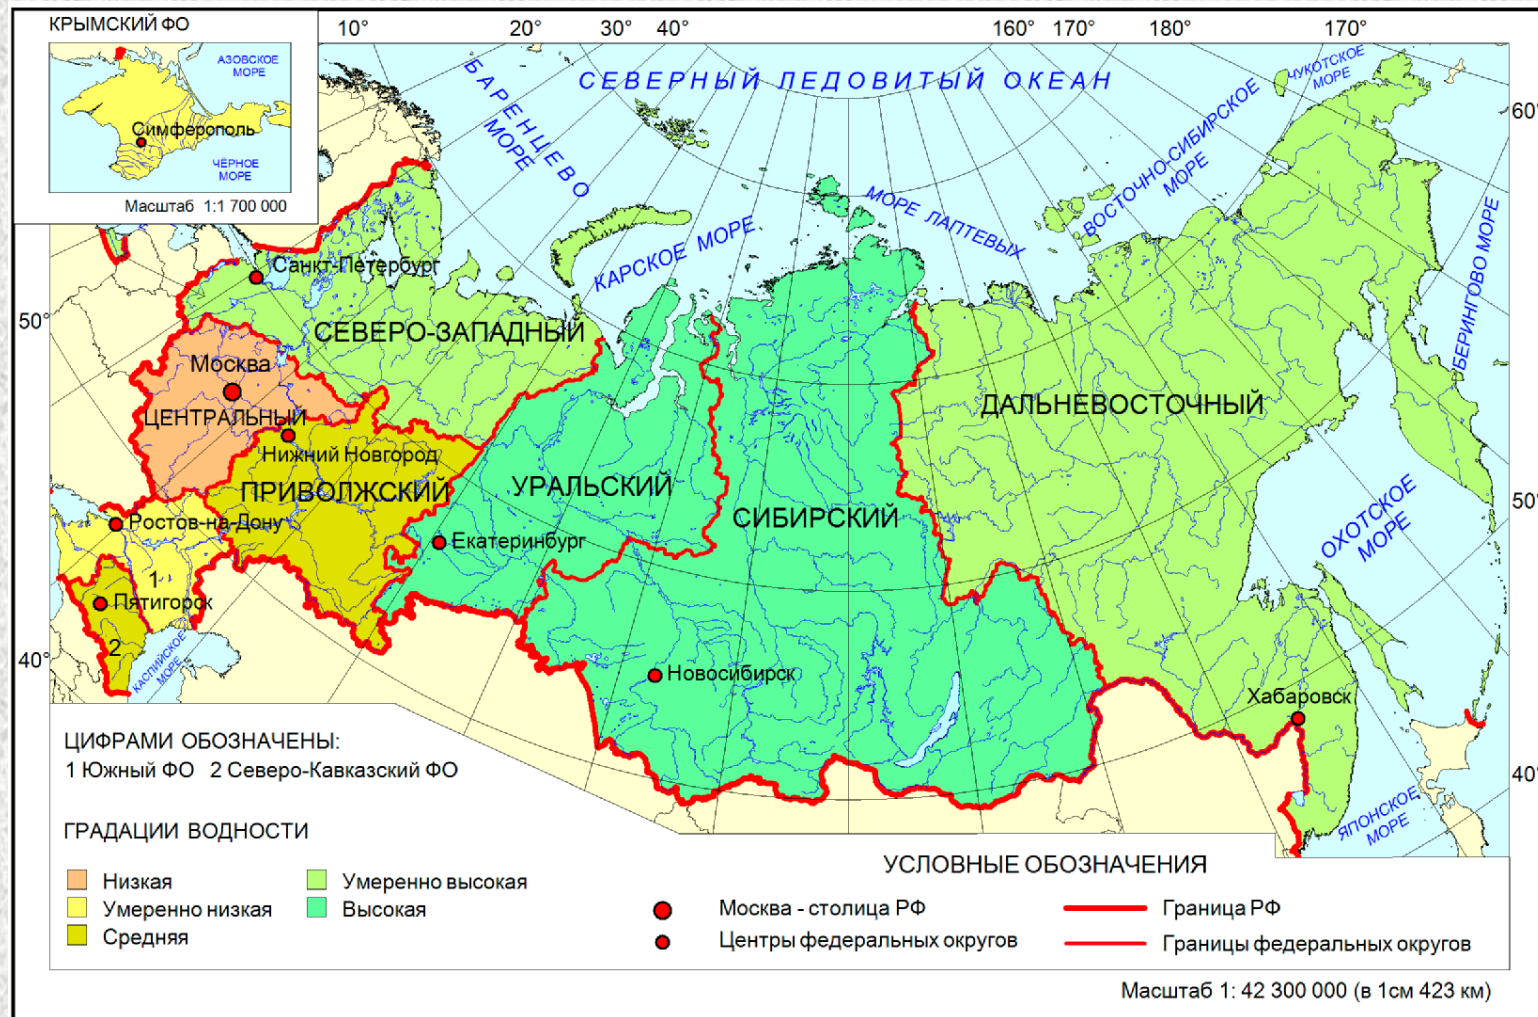 КРЫМСКИЙ ФО
АЗОВСКОЕ
МОРЕ
Симферополь
ЧЁРНОЕ
МОРЕ
Масштаб 1:1 700 000
10°
20°
30°
40°
160°
170°
180°
170°
60°
50°
40°
50°
40°
СЕВЕРНЫЙ ЛЕДОВИТЫЙ ОКЕАН
БАРЕНЦЕВО
МОРЕ
КАРСКОЕ МОРЕ
МОРЕ ЛАПТЕВЫХ
ВОСТОЧНО-СИБИРСКОЕ
МОРЕ
ЧУКОТСКОЕ
МОРЕ
БЕРИНГОВО МОРЕ
ОХОТСКОЕ
МОРЕ
ЯПОНСКОЕ
МОРЕ
КАСПИЙСКОЕ
МОРЕ
Санкт-Петербург
СЕВЕРО-ЗАПАДНЫЙ
Москва
ЦЕНТРАЛЬНЫЙ
Нижний Новгород
ПРИВОЛЖСКИЙ
Ростов-на-Дону
1
Пятигорск
2
УРАЛЬСКИЙ
Екатеринбург
СИБИРСКИЙ
Новосибирск
ДАЛЬНЕВОСТОЧНЫЙ
Хабаровск
ЦИФРАМИ ОБОЗНАЧЕНЫ:
1 Южный ФО 2 Северо-Кавказский ФО
ГРАДАЦИИ ВОДНОСТИ
Низкая
Умеренно низкая
Средняя
Умеренно высокая
Высокая
УСЛОВНЫЕ ОБОЗНАЧЕНИЯ
Москва - столица РФ
Центры федеральных округов
Граница РФ
Границы федеральных округов
Масштаб 1: 42 300 000 (в 1см 423 км)